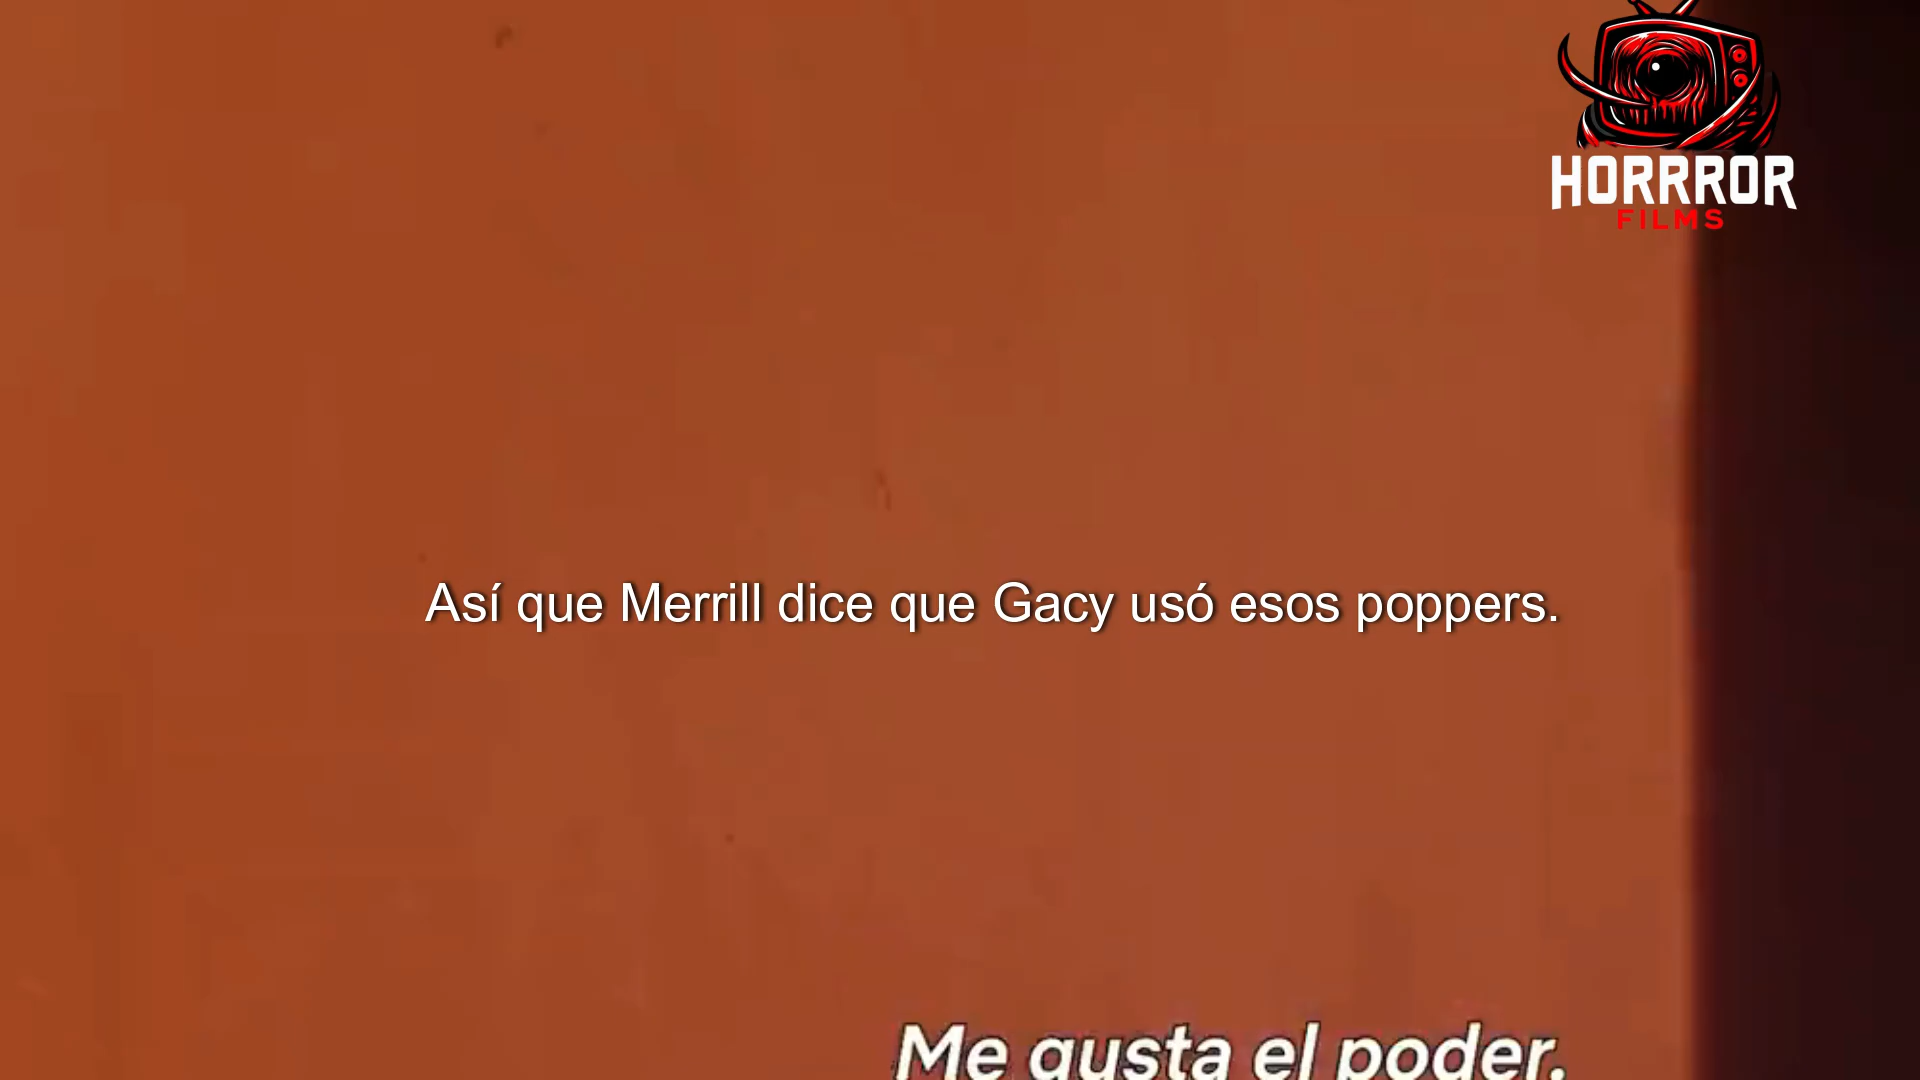 HORRROR
FILMS
Así que Merrill dice que Gacy usó esos poppers.
Me gusta el poder.